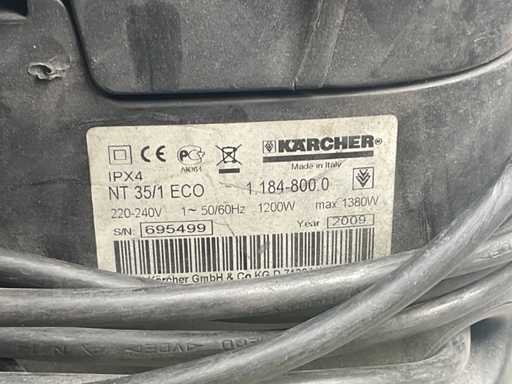 KÄRCHER®
Made in Italy
IPX4
NT 35/1 ECO 1.184-800.0
220-240V 1~ 50/60Hz 1200W max 1380W
S/N: 695499 Year 2009
Kärcher GmbH & Co KG D